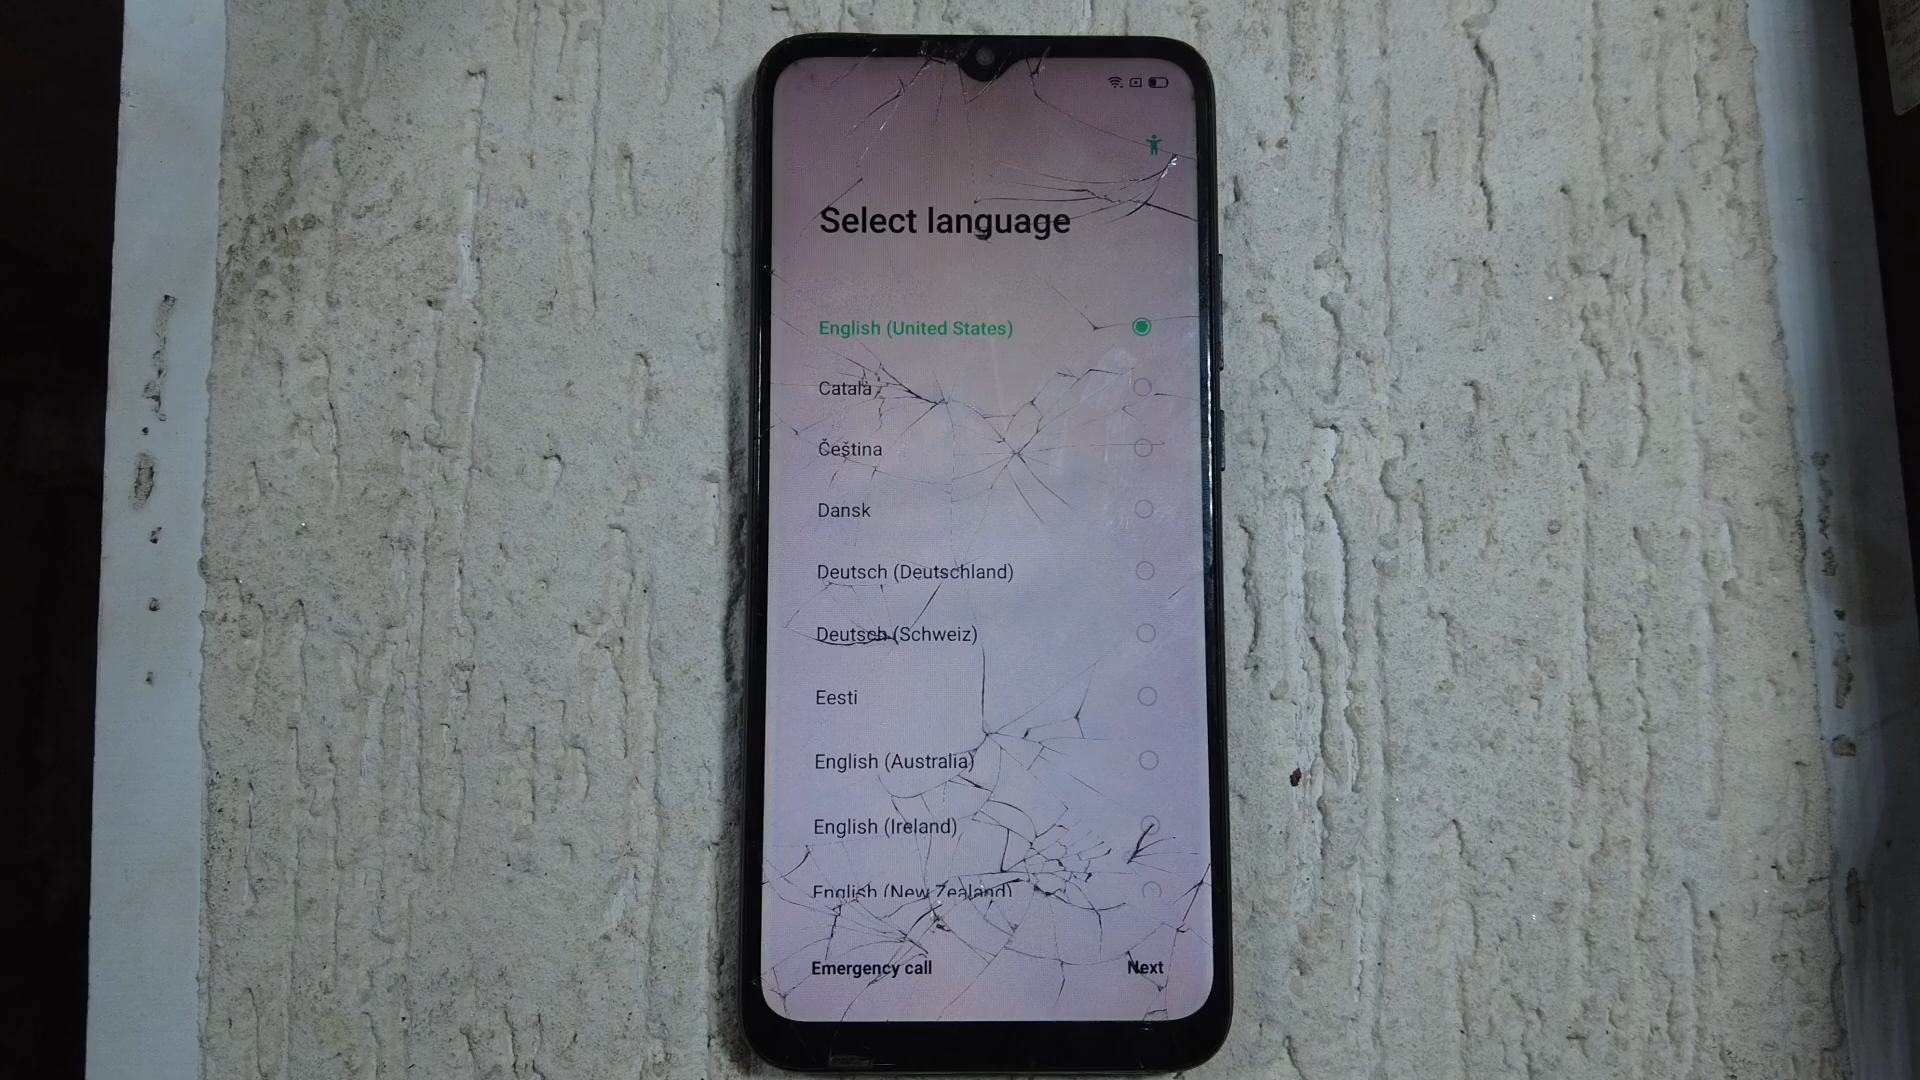 Select language
English (United States)
Català
Čeština
Dansk
Deutsch (Deutschland)
Deutsch (Schweiz)
Eesti
English (Australia)
English (Ireland)
English (New Zealand)
Emergency call
Next